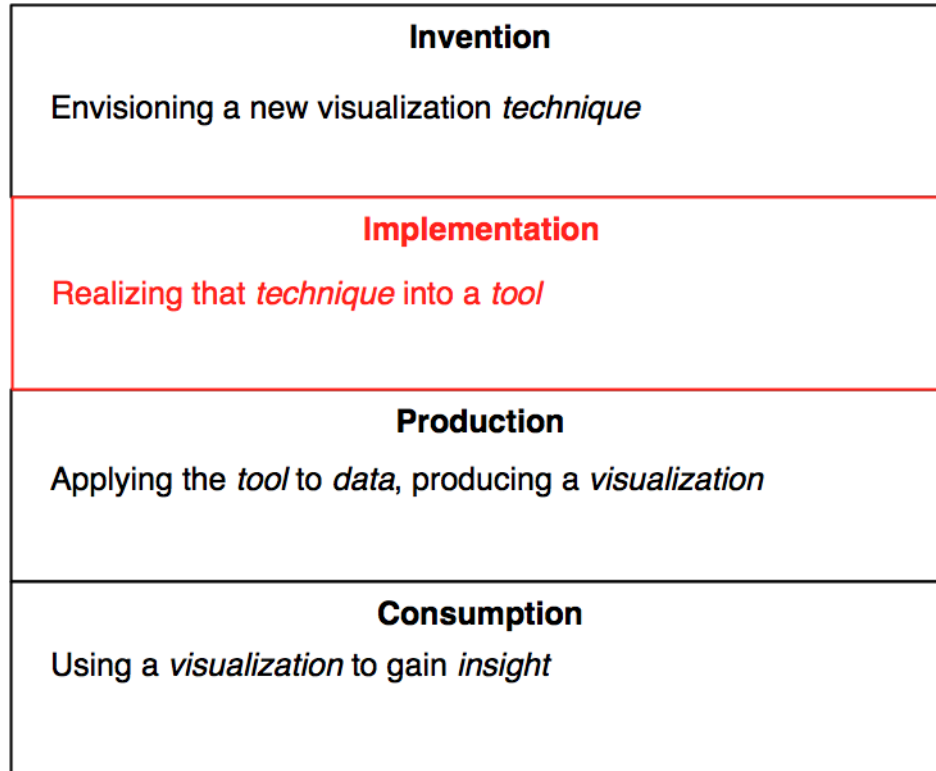 Invention
Envisioning a new visualization technique
Implementation
Realizing that technique into a tool
Production
Applying the tool to data, producing a visualization
Consumption
Using a visualization to gain insight